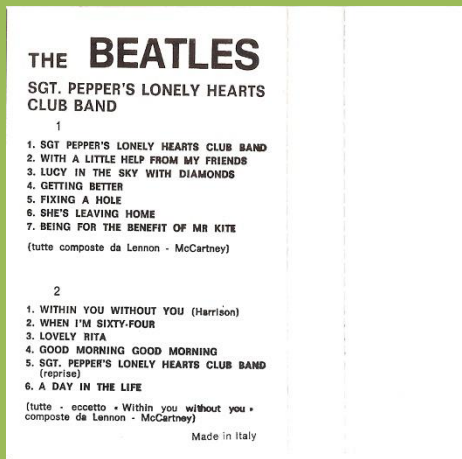 THE BEATLES
SGT. PEPPER'S LONELY HEARTS
CLUB BAND
1
1. SGT PEPPER'S LONELY HEARTS CLUB BAND
2. WITH A LITTLE HELP FROM MY FRIENDS
3. LUCY IN THE SKY WITH DIAMONDS
4. GETTING BETTER
5. FIXING A HOLE
6. SHE'S LEAVING HOME
7. BEING FOR THE BENEFIT OF MR KITE
(tutte composte da Lennon - McCartney)
2
1. WITHIN YOU WITHOUT YOU (Harrison)
2. WHEN I'M SIXTY-FOUR
3. LOVELY RITA
4. GOOD MORNING GOOD MORNING
5. SGT. PEPPER'S LONELY HEARTS CLUB BAND
(reprise)
6. A DAY IN THE LIFE
(tutte - eccetto « Within you without you »
composte da Lennon - McCartney)
Made in Italy